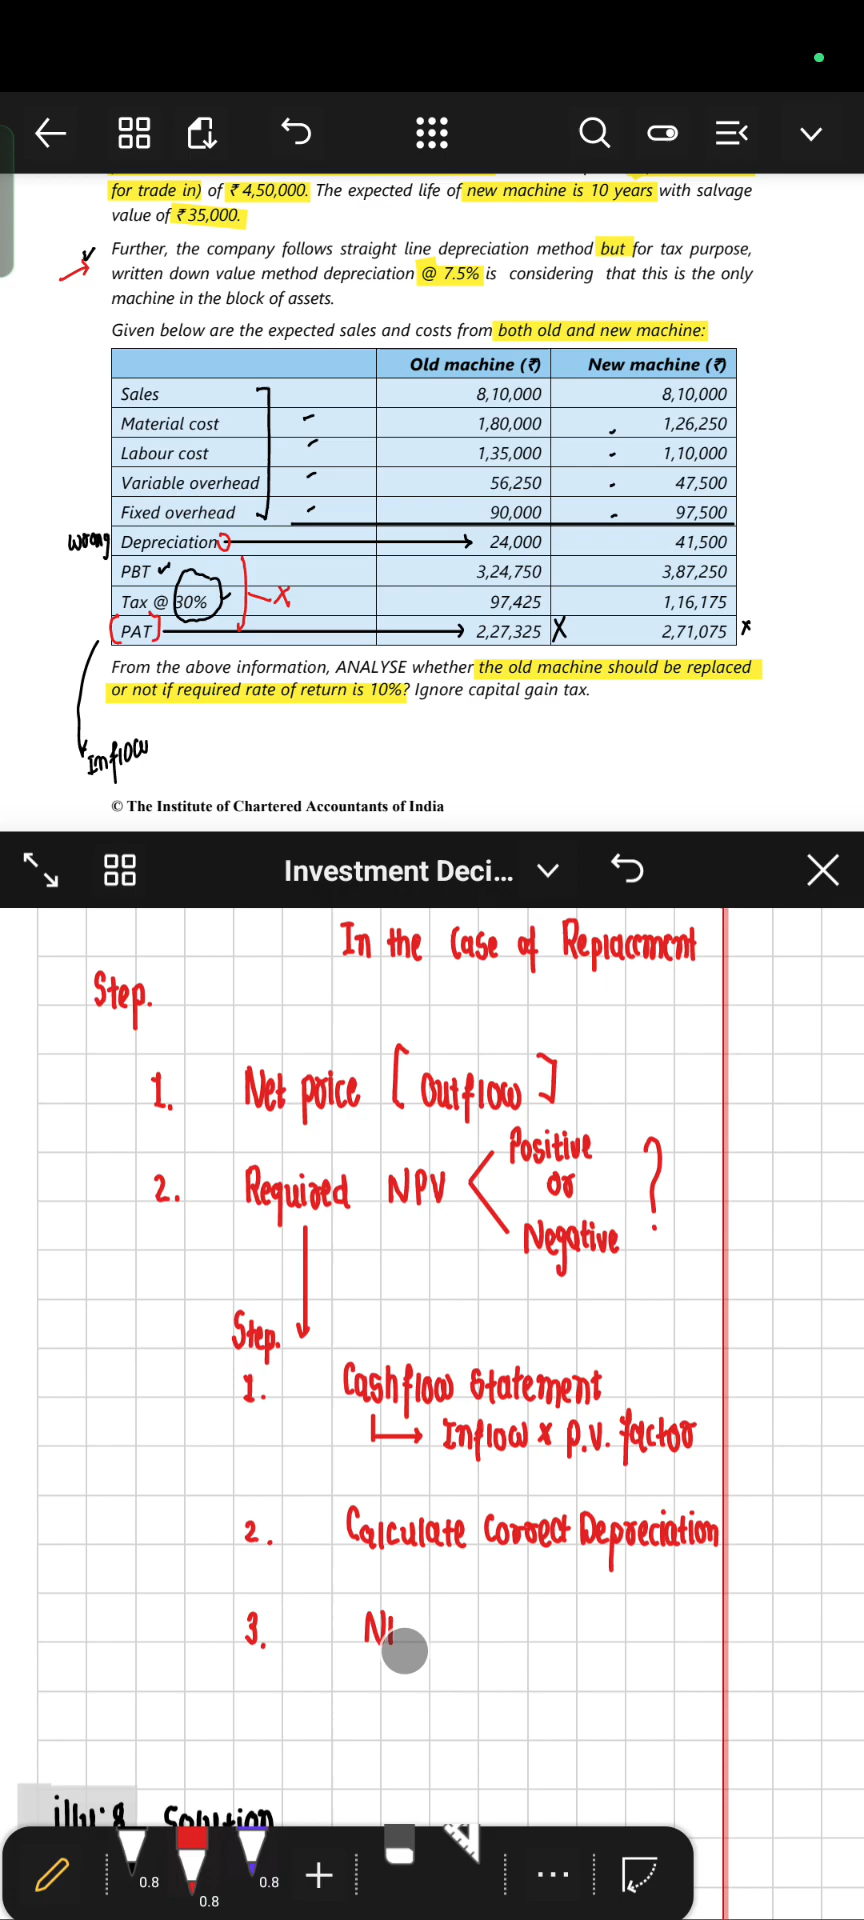 for trade in) of ₹ 4,50,000. The expected life of new machine is 10 years with salvage
value of ₹ 35,000.
Further, the company follows straight line depreciation method but for tax purpose,
written down value method depreciation @ 7.5% is considering that this is the only
machine in the block of assets.
Given below are the expected sales and costs from both old and new machine:
Old machine (₹) New machine (₹)
Sales 8,10,000 8,10,000
Material cost 1,80,000 1,26,250
Labour cost 1,35,000 1,10,000
Variable overhead 56,250 47,500
Fixed overhead 90,000 97,500
wrong Depreciation 24,000 41,500
PBT 3,24,750 3,87,250
Tax @ 30% X 97,425 1,16,175
[PAT] 2,27,325 X 2,71,075 x
From the above information, ANALYSE whether the old machine should be replaced
or not if required rate of return is 10%? Ignore capital gain tax.
Inflow
© The Institute of Chartered Accountants of India
Investment Deci...
In the Case of Replacement
Step.
1. Net price [Outflow]
2. Required NPV Positive
or
Negative ?
Step.
1. Cashflow Statement
Inflow x P.V. factor
2. Calculate Correct Depreciation
3. N
illu: 8 Solution
0.8 0.8 0.8